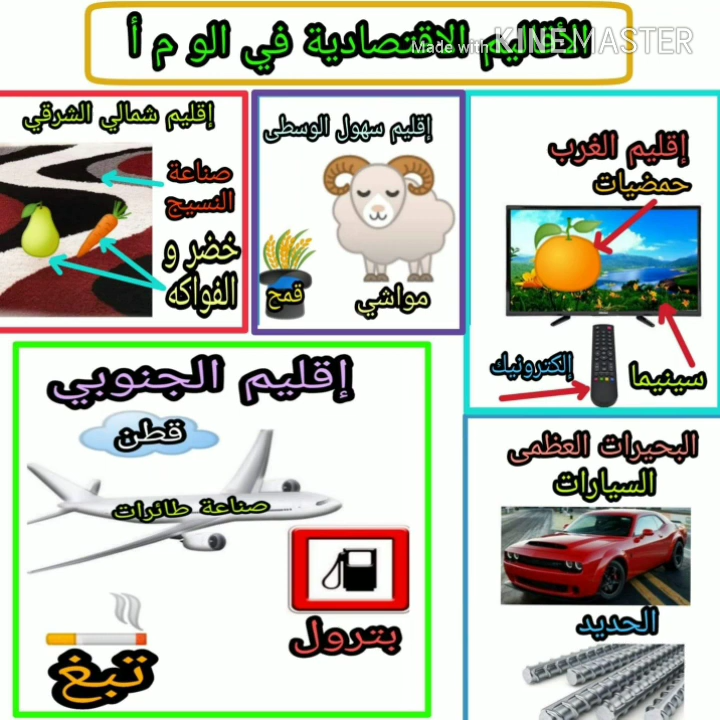 الأقاليم الاقتصادية في الو م أ
Made with KINEMASTER
إقليم الغرب
حمضيات
إلكترونيك
سينيما
إقليم سهول الوسطى
قمح
مواشي
إقليم شمالي الشرقي
صناعة
النسيج
خضر و
الفواكه
البحيرات العظمى
السيارات
الحديد
إقليم الجنوبي
قطن
صناعة طائرات
بترول
تبغ